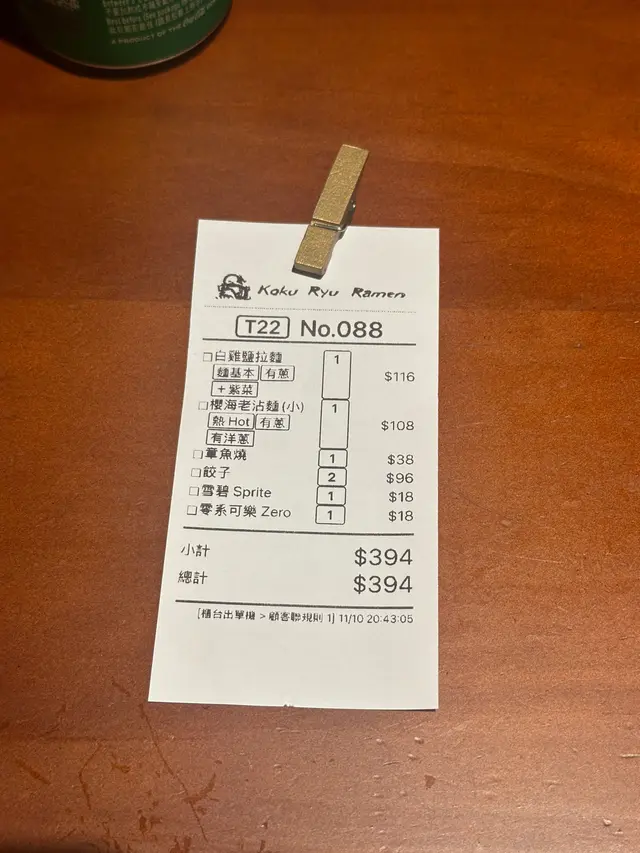 A PRODUCT OF
Koku Ryu Ramen
T22 No.088
□白雞鹽拉麵 1 $116
麵基本 有蔥
+紫菜
□櫻海老沾麵(小) 1 $108
熱 Hot 有蔥
有洋蔥
□章魚燒 1 $38
□餃子 2 $96
□雪碧 Sprite 1 $18
□零系可樂 Zero 1 $18
小計 $394
總計 $394
[櫃台出單機 > 顧客聯規則 1] 11/10 20:43:05